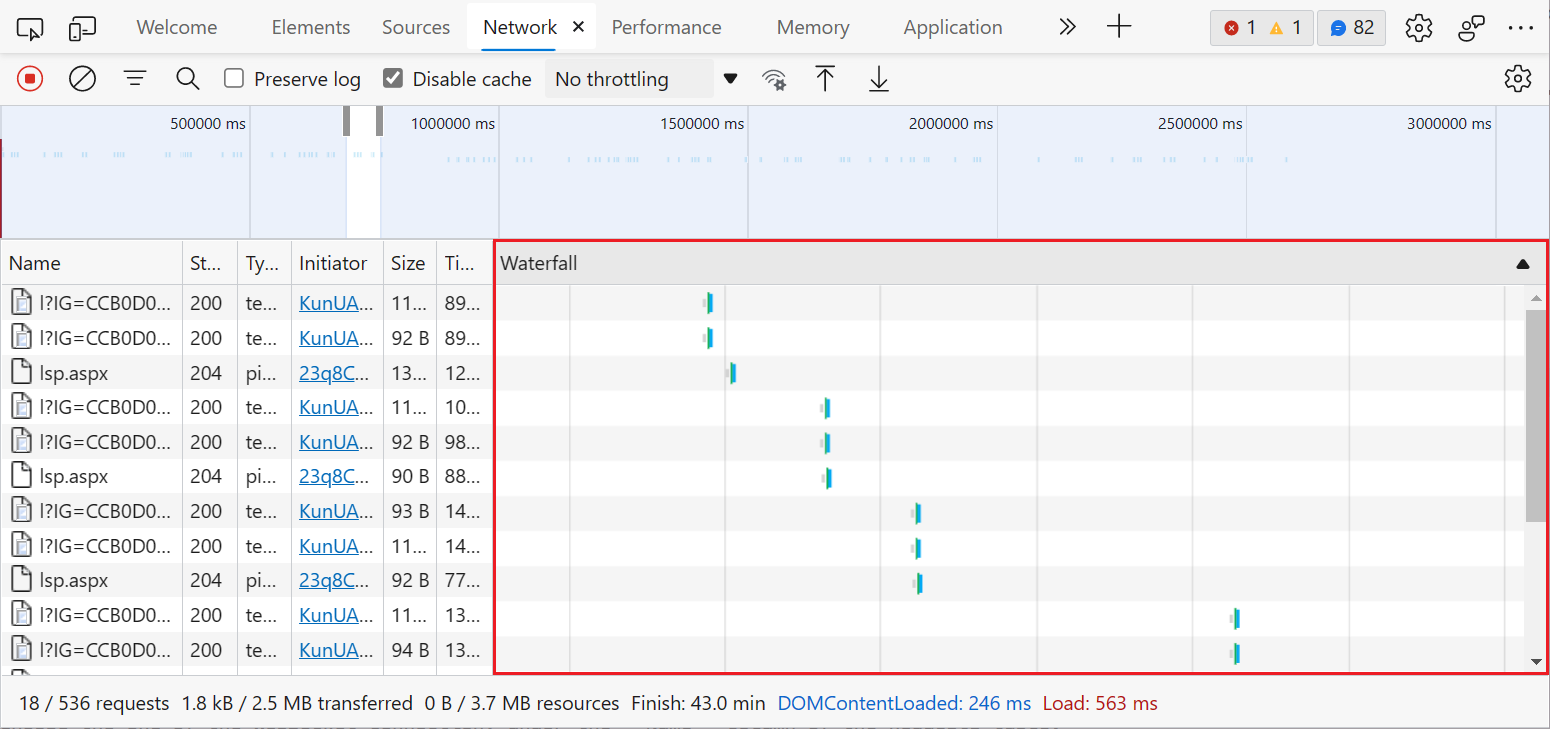 Welcome Elements Sources Network Performance Memory Application 1 1 82
Preserve log Disable cache No throttling
500000 ms 1000000 ms 1500000 ms 2000000 ms 2500000 ms 3000000 ms
Name St... Ty... Initiator Size Ti... Waterfall
l?IG=CCB0D0... 200 te... KunUA... 11... 89...
l?IG=CCB0D0... 200 te... KunUA... 92 B 89...
lsp.aspx 204 pi... 23q8C... 13... 12...
l?IG=CCB0D0... 200 te... KunUA... 11... 10...
l?IG=CCB0D0... 200 te... KunUA... 92 B 98...
lsp.aspx 204 pi... 23q8C... 90 B 88...
l?IG=CCB0D0... 200 te... KunUA... 93 B 14...
l?IG=CCB0D0... 200 te... KunUA... 11... 14...
lsp.aspx 204 pi... 23q8C... 92 B 77...
l?IG=CCB0D0... 200 te... KunUA... 11... 13...
l?IG=CCB0D0... 200 te... KunUA... 94 B 13...
18 / 536 requests 1.8 kB / 2.5 MB transferred 0 B / 3.7 MB resources Finish: 43.0 min DOMContentLoaded: 246 ms Load: 563 ms